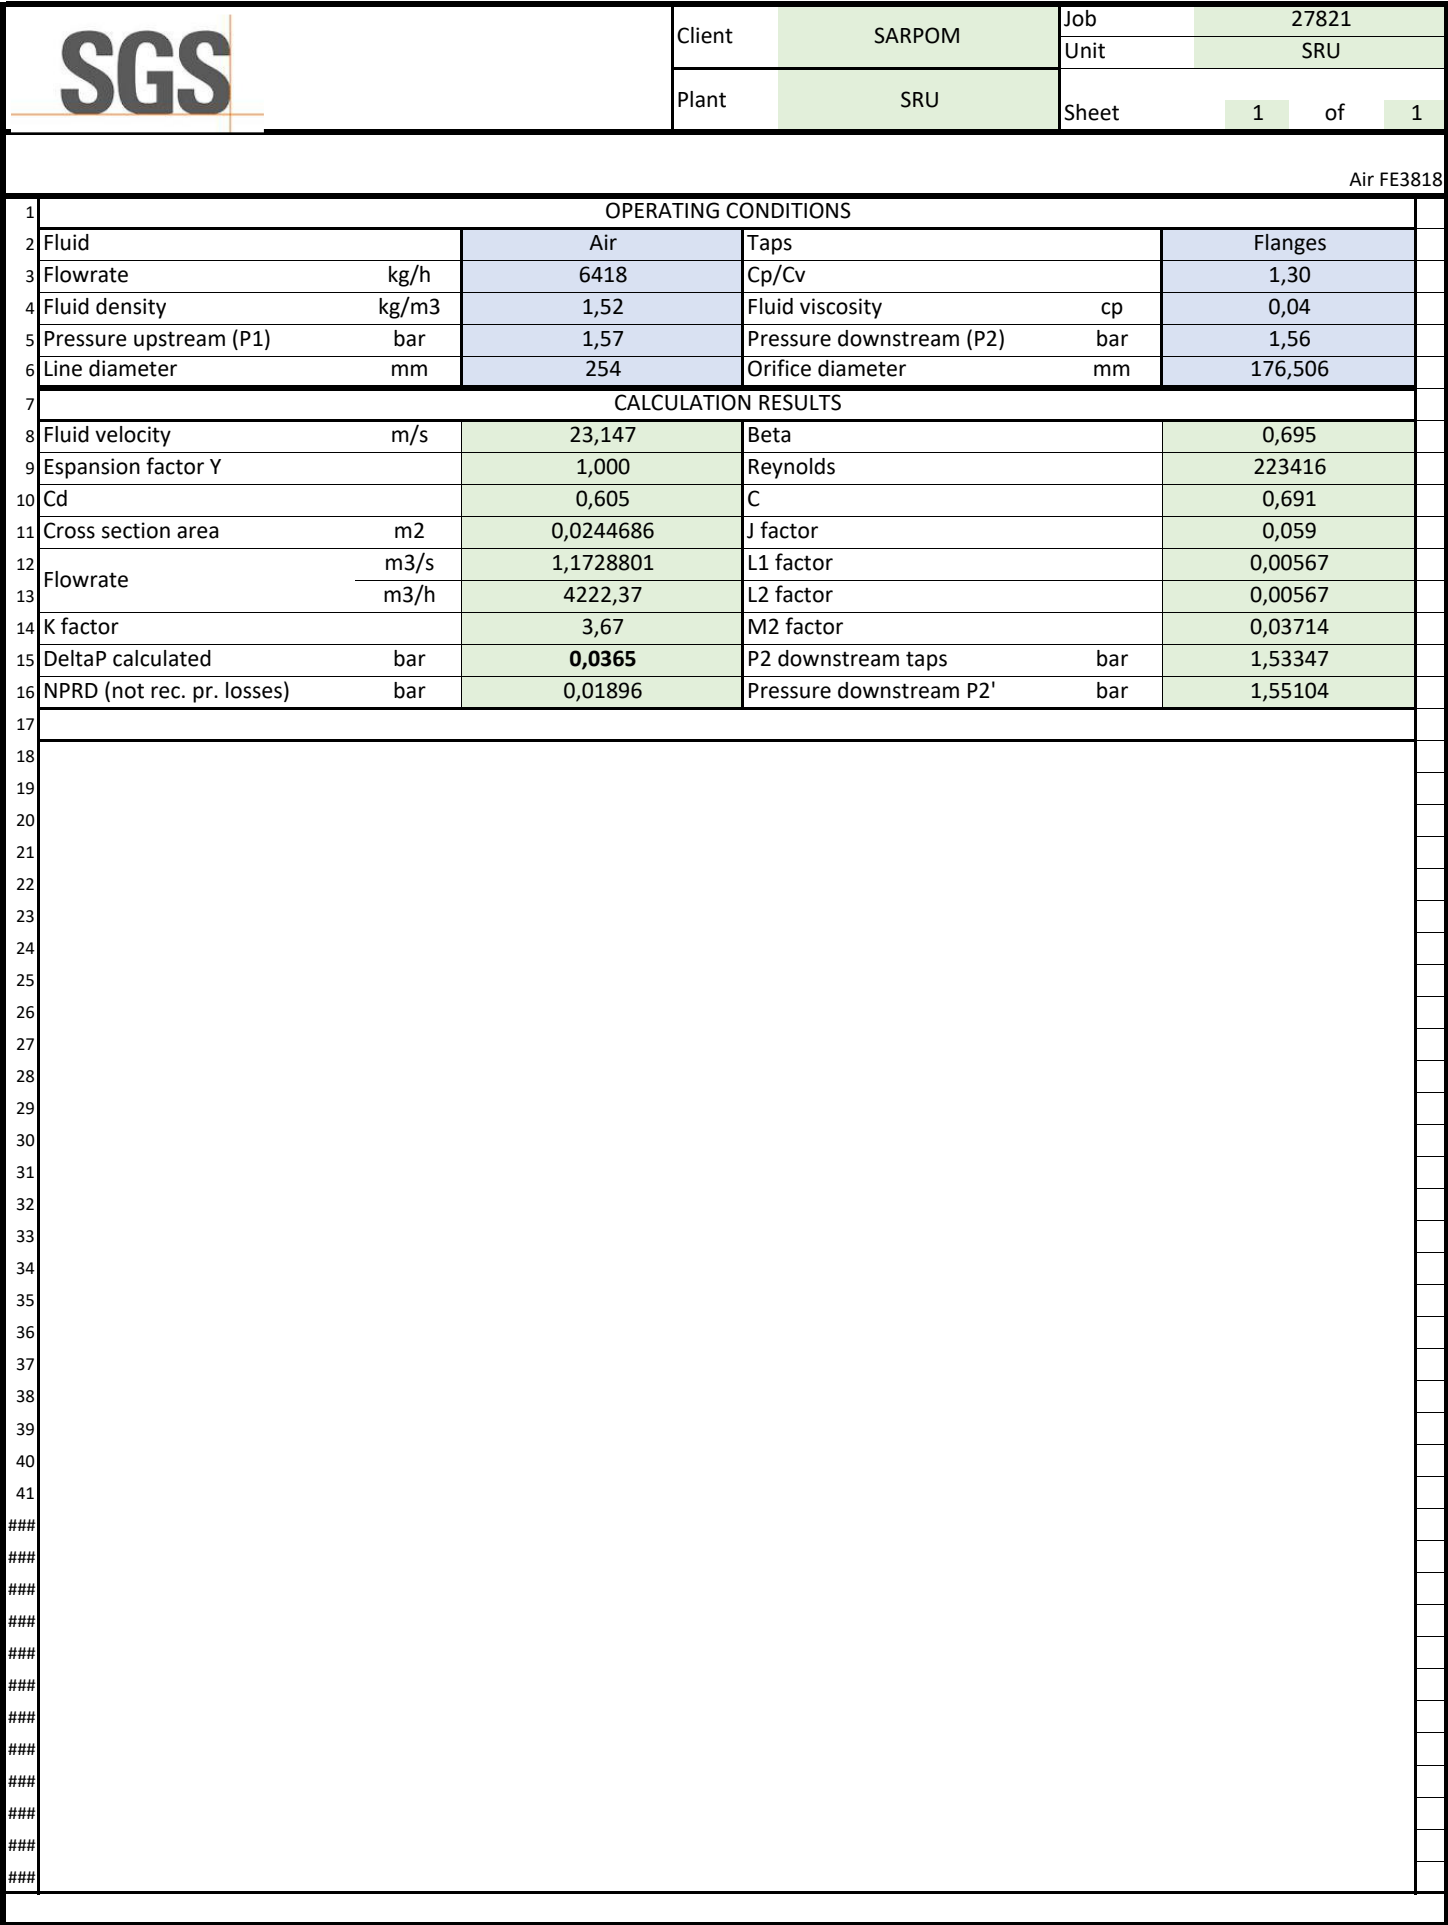 SGS
Client SARPOM Job 27821
Unit SRU
Plant SRU
Sheet 1 of 1
Air FE3818
1 OPERATING CONDITIONS
2 Fluid Air Taps Flanges
3 Flowrate kg/h 6418 Cp/Cv 1,30
4 Fluid density kg/m3 1,52 Fluid viscosity cp 0,04
5 Pressure upstream (P1) bar 1,57 Pressure downstream (P2) bar 1,56
6 Line diameter mm 254 Orifice diameter mm 176,506
7 CALCULATION RESULTS
8 Fluid velocity m/s 23,147 Beta 0,695
9 Espansion factor Y 1,000 Reynolds 223416
10 Cd 0,605 C 0,691
11 Cross section area m2 0,0244686 J factor 0,059
12 m3/s 1,1728801 L1 factor 0,00567
Flowrate
13 m3/h 4222,37 L2 factor 0,00567
14 K factor 3,67 M2 factor 0,03714
15 DeltaP calculated bar 0,0365 P2 downstream taps bar 1,53347
16 NPRD (not rec. pr. losses) bar 0,01896 Pressure downstream P2' bar 1,55104
17
18
19
20
21
22
23
24
25
26
27
28
29
30
31
32
33
34
35
36
37
38
39
40
41
###
###
###
###
###
###
###
###
###
###
###
###